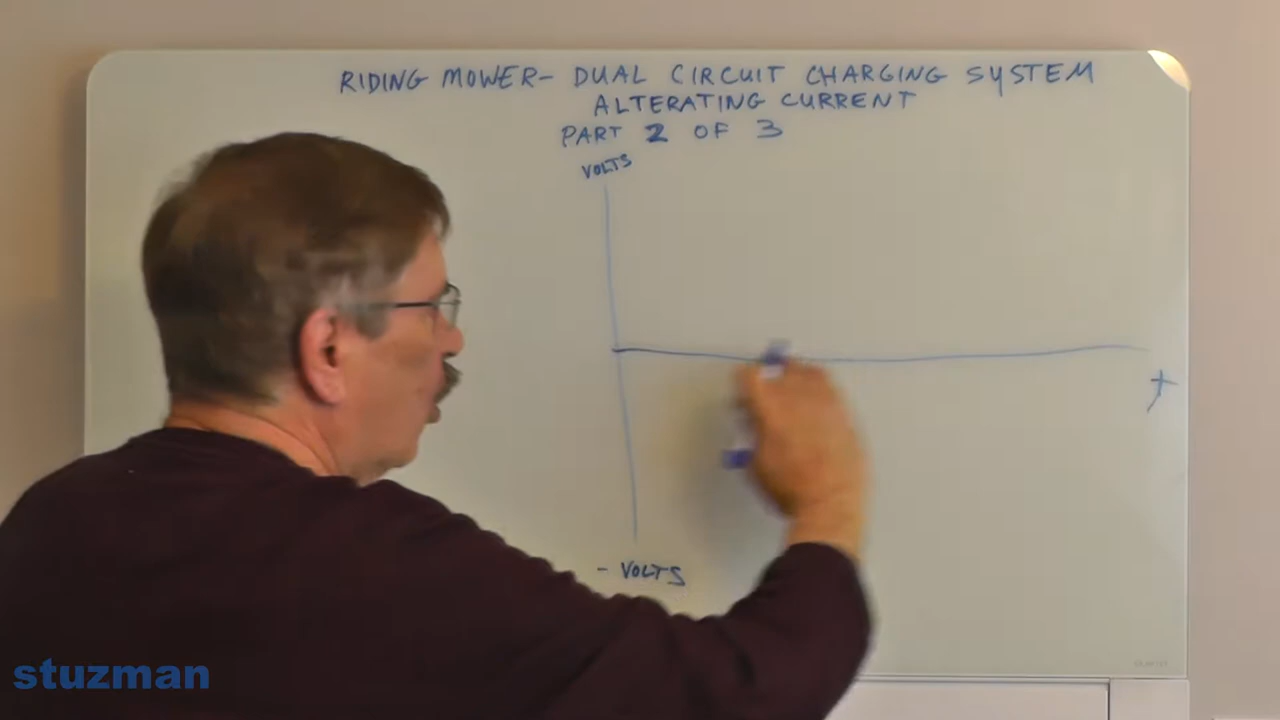 RIDING MOWER- DUAL CIRCUIT CHARGING SYSTEM
ALTERATING CURRENT
PART 2 OF 3
VOLTS
- VOLTS
stuzman